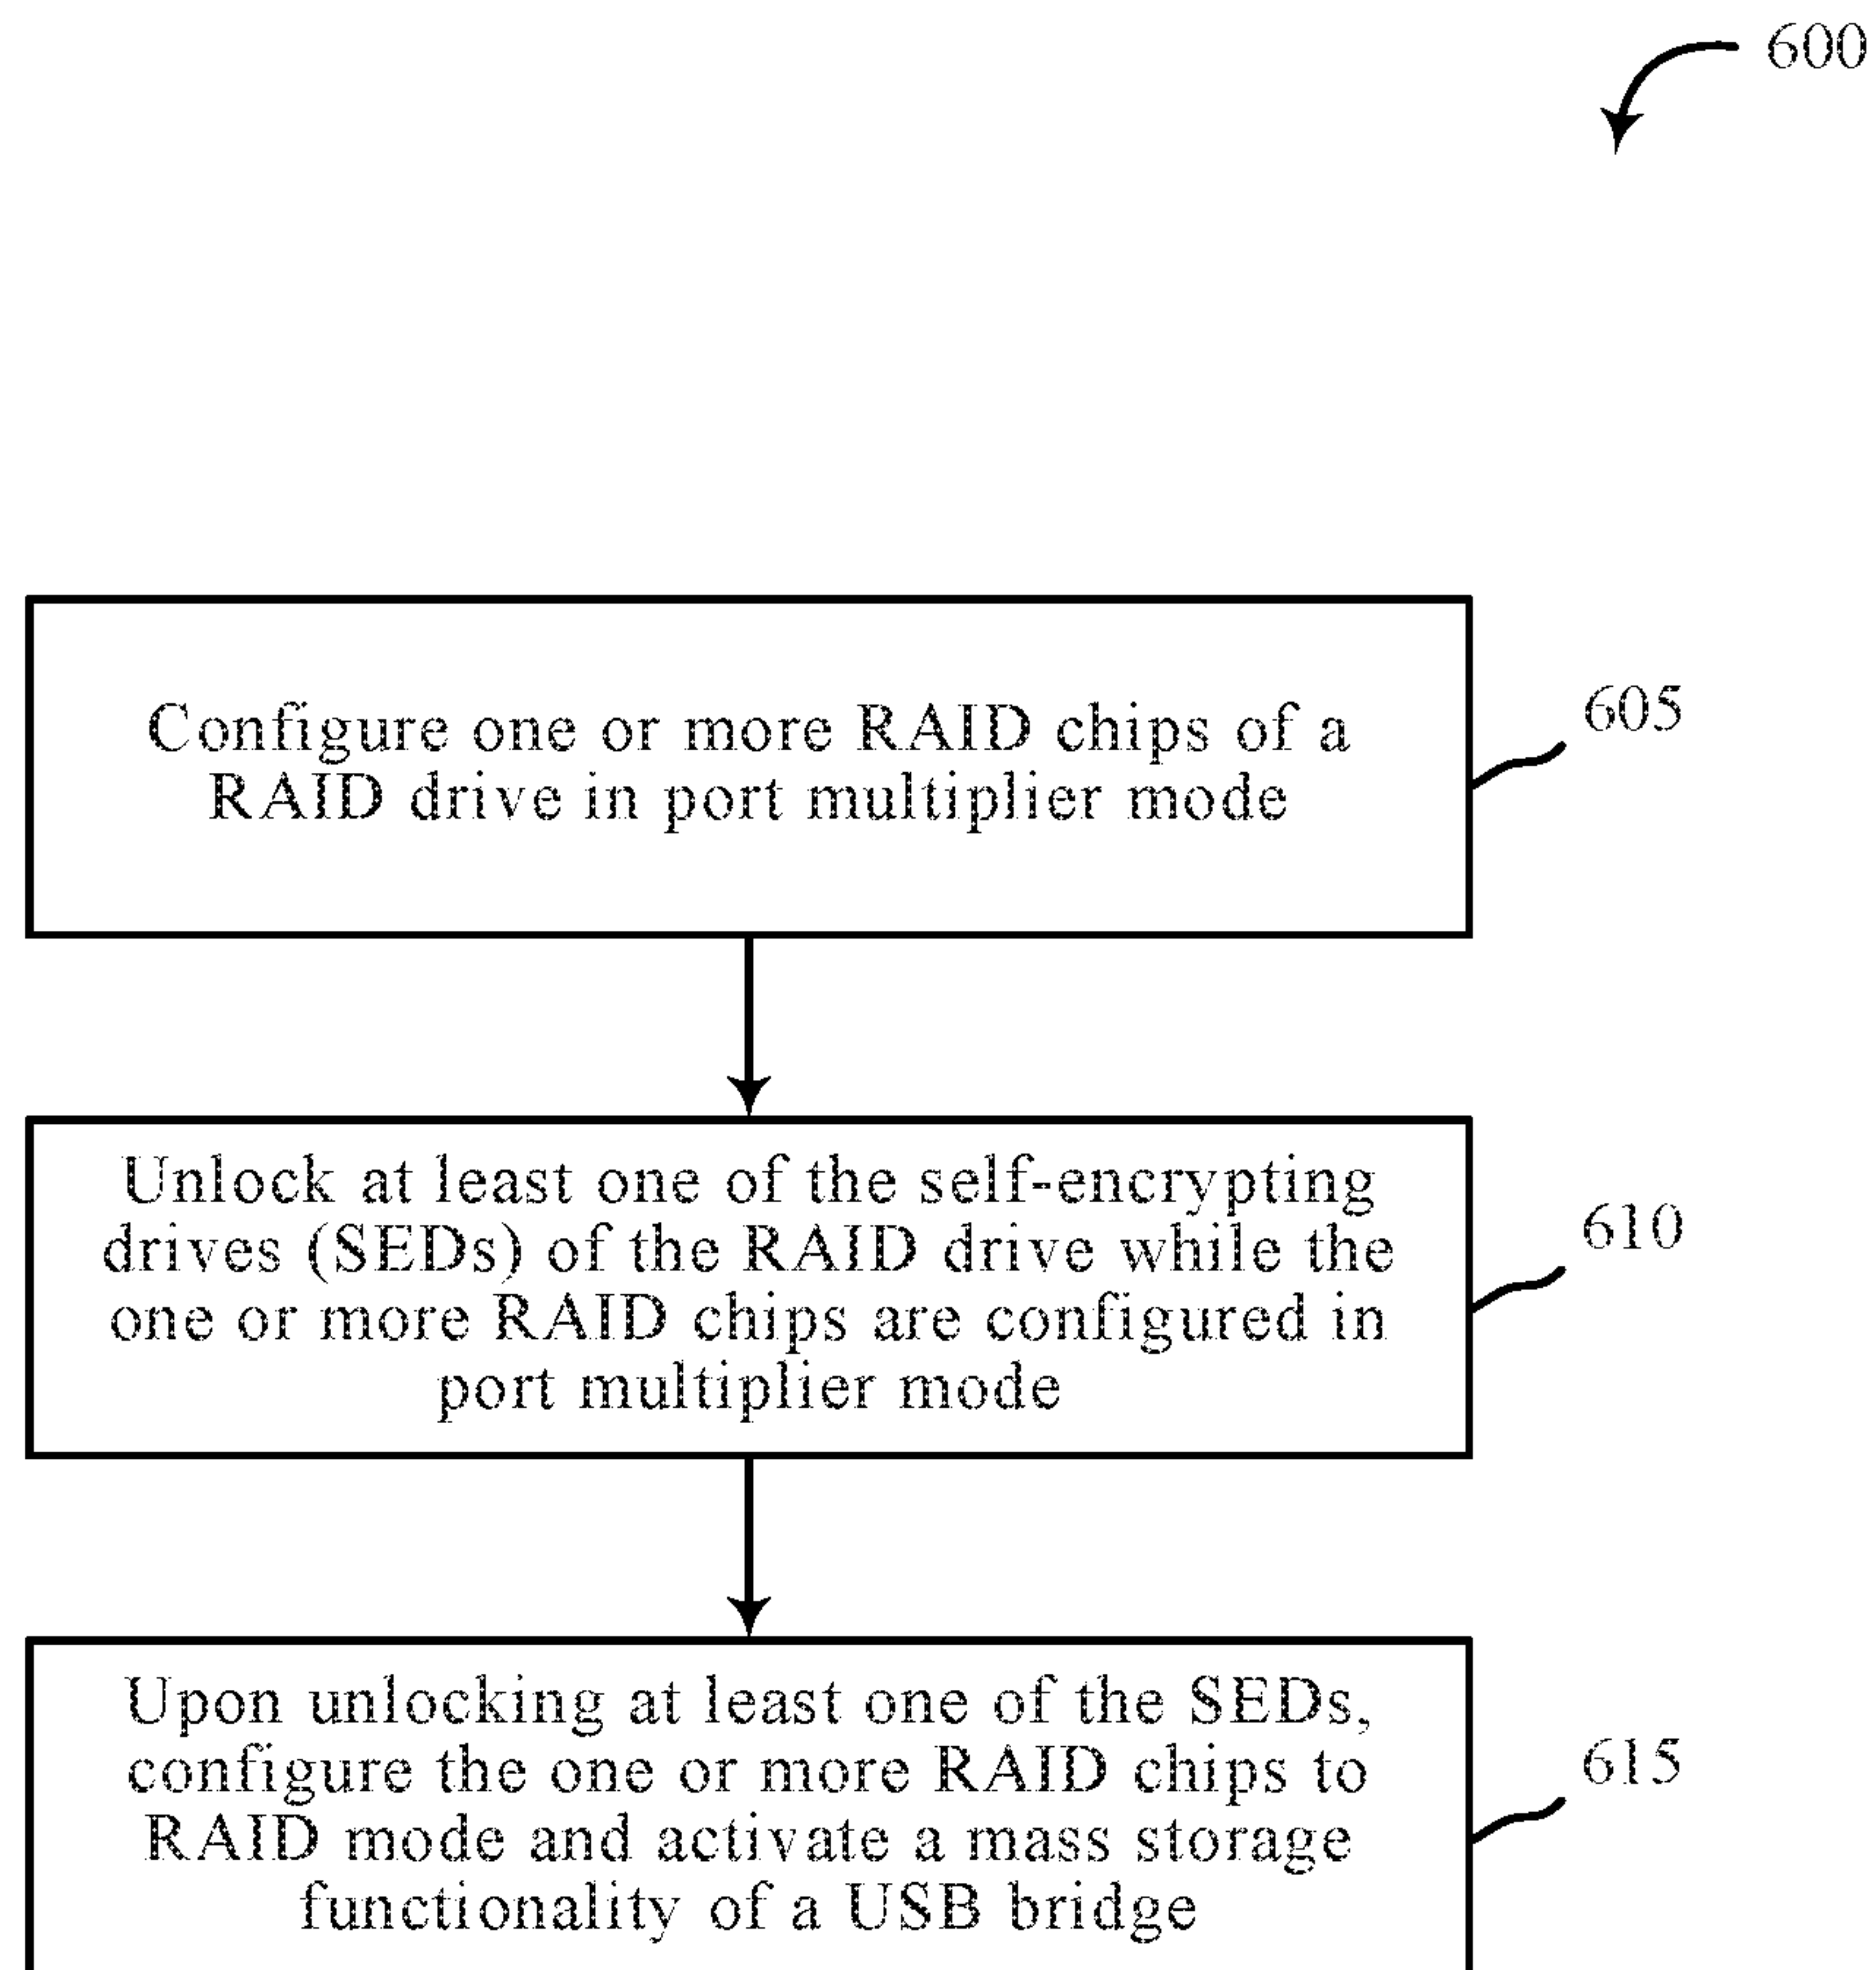 600
Configure one or more RAID chips of a
RAID drive in port multiplier mode
605
Unlock at least one of the self-encrypting
drives (SEDs) of the RAID drive while the
one or more RAID chips are configured in
port multiplier mode
610
Upon unlocking at least one of the SEDs,
configure the one or more RAID chips to
RAID mode and activate a mass storage
functionality of a USB bridge
615